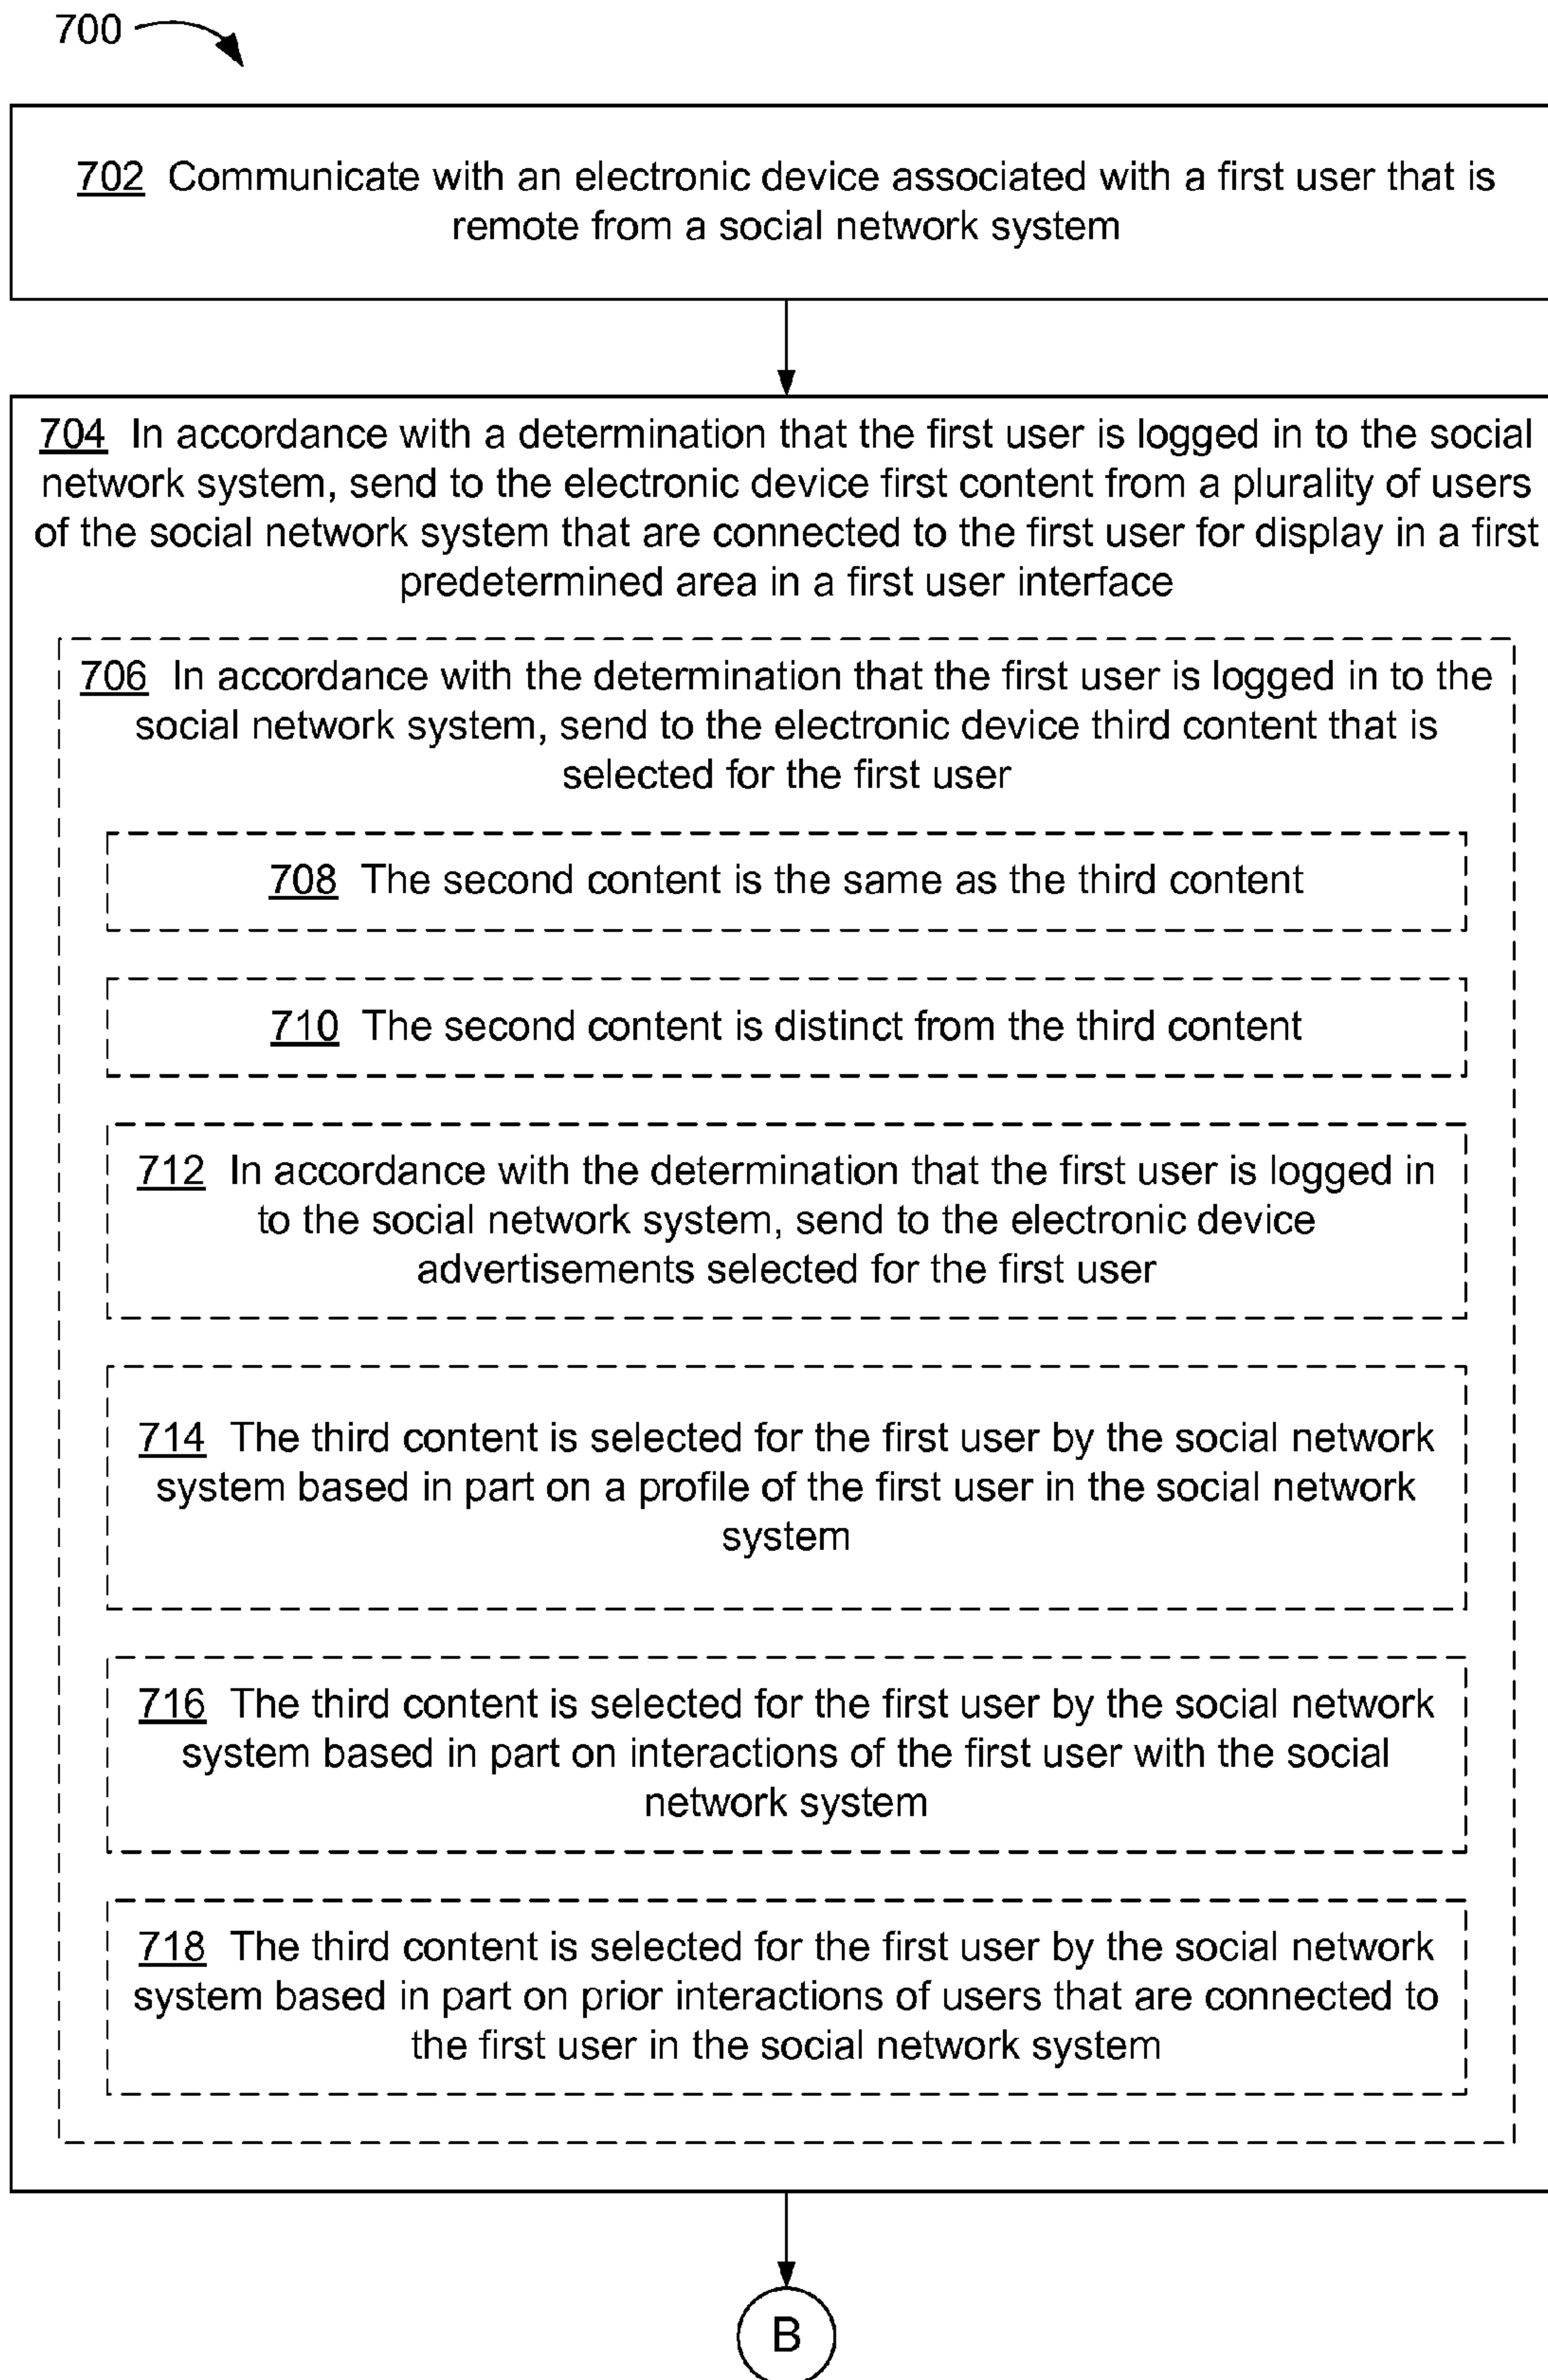 700
702 Communicate with an electronic device associated with a first user that is
remote from a social network system
704 In accordance with a determination that the first user is logged in to the social
network system, send to the electronic device first content from a plurality of users
of the social network system that are connected to the first user for display in a first
predetermined area in a first user interface
706 In accordance with the determination that the first user is logged in to the
social network system, send to the electronic device third content that is
selected for the first user
708 The second content is the same as the third content
710 The second content is distinct from the third content
712 In accordance with the determination that the first user is logged in
to the social network system, send to the electronic device
advertisements selected for the first user
714 The third content is selected for the first user by the social network
system based in part on a profile of the first user in the social network
system
716 The third content is selected for the first user by the social network
system based in part on interactions of the first user with the social
network system
718 The third content is selected for the first user by the social network
system based in part on prior interactions of users that are connected to
the first user in the social network system
B